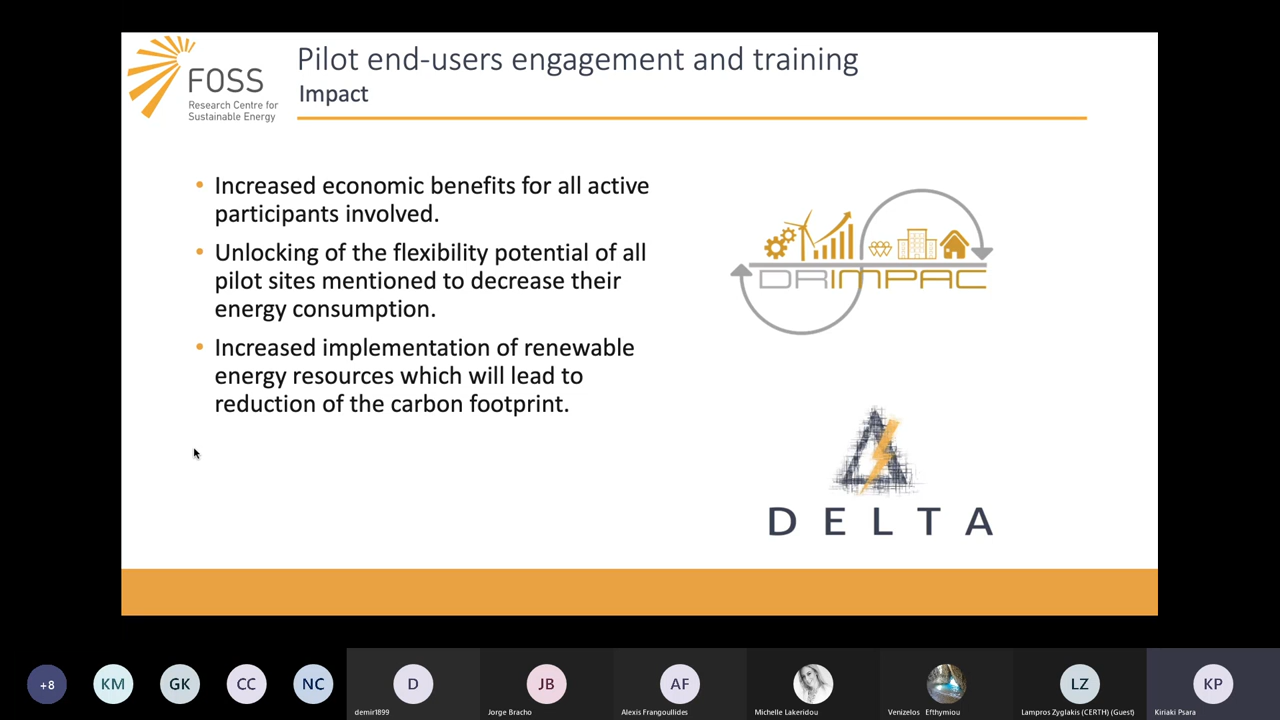 FOSS
Research Centre for
Sustainable Energy
Pilot end-users engagement and training
Impact
• Increased economic benefits for all active
participants involved.
• Unlocking of the flexibility potential of all
pilot sites mentioned to decrease their
energy consumption.
• Increased implementation of renewable
energy resources which will lead to
reduction of the carbon footprint.
DRIMPAC
DELTA
+8
KM
GK
CC
NC
D
demir1899
JB
Jorge Bracho
AF
Alexis Frangoullides
Michelle Lakeridou
Venizelos Efthymiou
LZ
Lampros Zyglakis (CERTH) (Guest)
KP
Kiriaki Psara